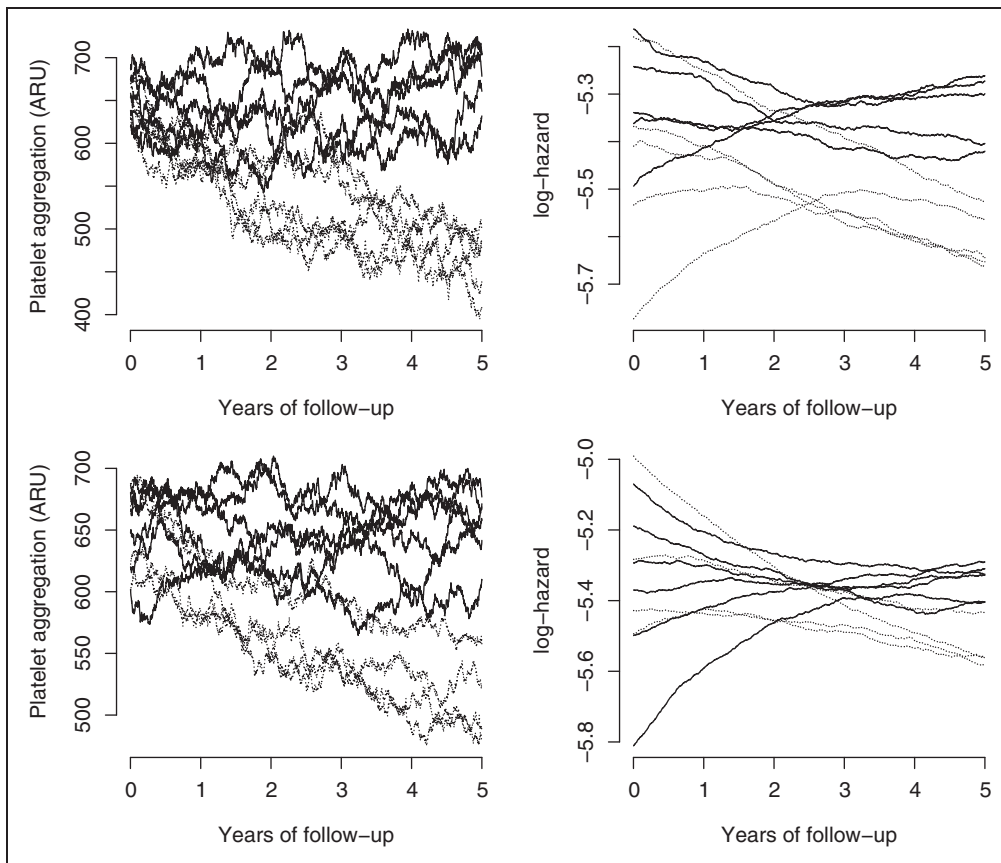 Platelet aggregation (ARU)
700
600
500
400
0 1 2 3 4 5
Years of follow−up
log−hazard
−5.3
−5.5
−5.7
0 1 2 3 4 5
Years of follow−up
Platelet aggregation (ARU)
700
650
600
550
500
0 1 2 3 4 5
Years of follow−up
log−hazard
−5.0
−5.2
−5.4
−5.6
−5.8
0 1 2 3 4 5
Years of follow−up